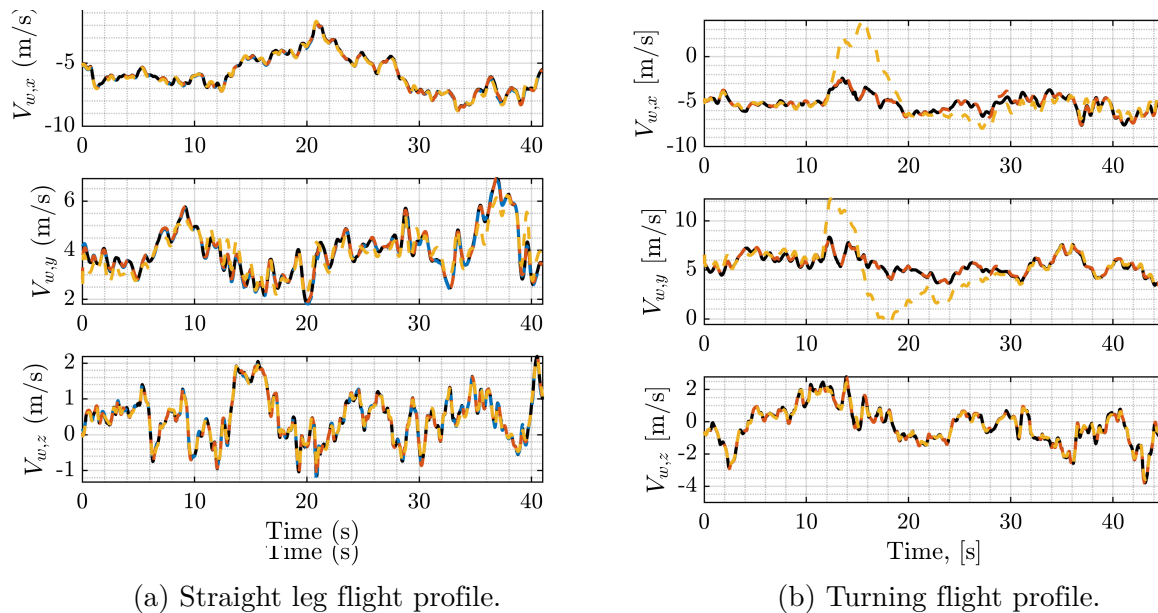 V_{w,x} (m/s)
-5
-10
0 10 20 30 40
V_{w,y} (m/s)
6
4
2
0 10 20 30 40
V_{w,z} (m/s)
2
1
0
-1
0 10 20 30 40
Time (s)
Time (s)
(a) Straight leg flight profile.
V_{w,x} [m/s]
0
-5
-10
0 10 20 30 40
V_{w,y} [m/s]
10
5
0
0 10 20 30 40
V_{w,z} [m/s]
2
0
-2
-4
0 10 20 30 40
Time, [s]
(b) Turning flight profile.